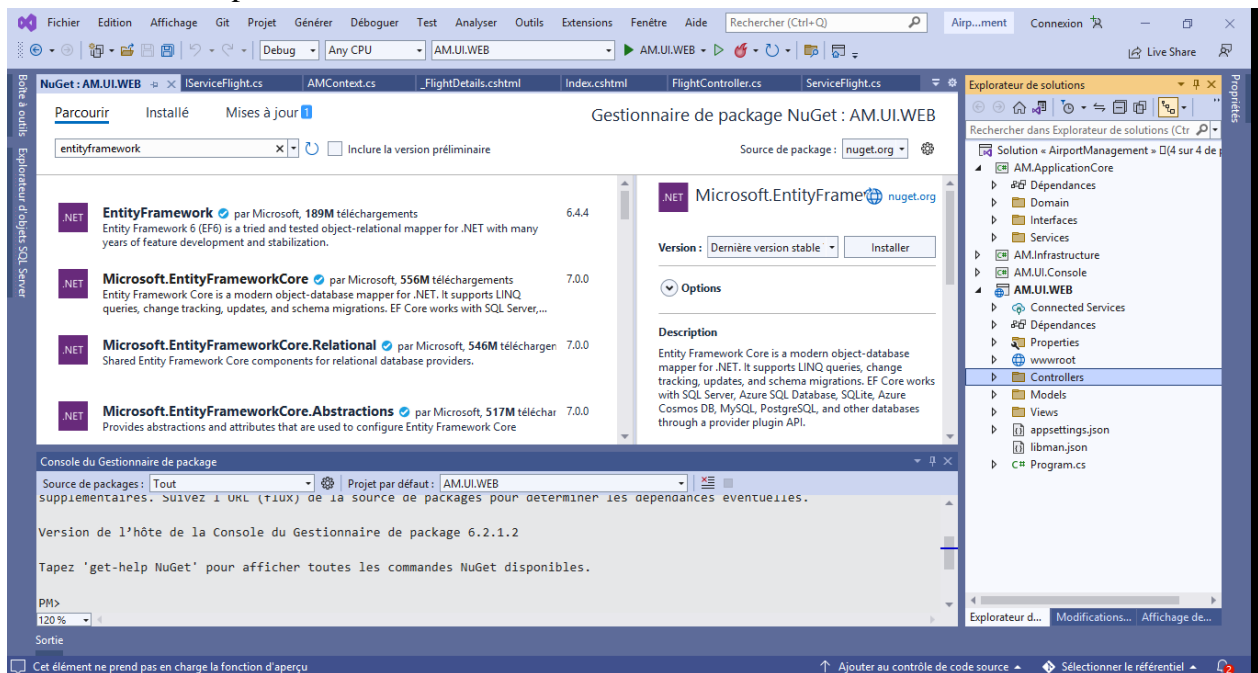 Fichier Edition Affichage Git Projet Générer Déboguer Test Analyser Outils Extensions Fenêtre Aide Rechercher (Ctrl+Q) Airp...ment Connexion
Debug Any CPU AM.UI.WEB AM.UI.WEB Live Share
NuGet : AM.UI.WEB IServiceFlight.cs AMContext.cs _FlightDetails.cshtml Index.cshtml FlightController.cs ServiceFlight.cs
Boîte à outils
Explorateur d'objets SQL Server
Parcourir Installé Mises à jour 1
Gestionnaire de package NuGet : AM.UI.WEB
entityframework Inclure la version préliminaire
Source de package : nuget.org
.NET EntityFramework par Microsoft, 189M téléchargements 6.4.4
Entity Framework 6 (EF6) is a tried and tested object-relational mapper for .NET with many
years of feature development and stabilization.
.NET Microsoft.EntityFrameworkCore par Microsoft, 556M téléchargements 7.0.0
Entity Framework Core is a modern object-database mapper for .NET. It supports LINQ
queries, change tracking, updates, and schema migrations. EF Core works with SQL Server,...
.NET Microsoft.EntityFrameworkCore.Relational par Microsoft, 546M téléchargen 7.0.0
Shared Entity Framework Core components for relational database providers.
.NET Microsoft.EntityFrameworkCore.Abstractions par Microsoft, 517M téléchar 7.0.0
Provides abstractions and attributes that are used to configure Entity Framework Core
.NET Microsoft.EntityFrame nuget.org
Version : Dernière version stable Installer
Options
Description
Entity Framework Core is a modern object-database
mapper for .NET. It supports LINQ queries, change
tracking, updates, and schema migrations. EF Core works
with SQL Server, Azure SQL Database, SQLite, Azure
Cosmos DB, MySQL, PostgreSQL, and other databases
through a provider plugin API.
Console du Gestionnaire de package
Source de packages : Tout Projet par défaut : AM.UI.WEB
supplémentaires. Suivez l'URL (flux) de la source de packages pour déterminer les dépendances éventuelles.
Version de l'hôte de la Console du Gestionnaire de package 6.2.1.2
Tapez 'get-help NuGet' pour afficher toutes les commandes NuGet disponibles.
PM>
120 %
Sortie
Explorateur de solutions
Rechercher dans Explorateur de solutions (Ctr
Solution « AirportManagement » (4 sur 4 de p
C# AM.ApplicationCore
Dépendances
Domain
Interfaces
Services
C# AM.Infrastructure
C# AM.UI.Console
AM.UI.WEB
Connected Services
Dépendances
Properties
wwwroot
Controllers
Models
Views
appsettings.json
libman.json
C# Program.cs
Explorateur d... Modifications... Affichage de...
Propriétés
Cet élément ne prend pas en charge la fonction d'aperçu Ajouter au contrôle de code source Sélectionner le référentiel 2